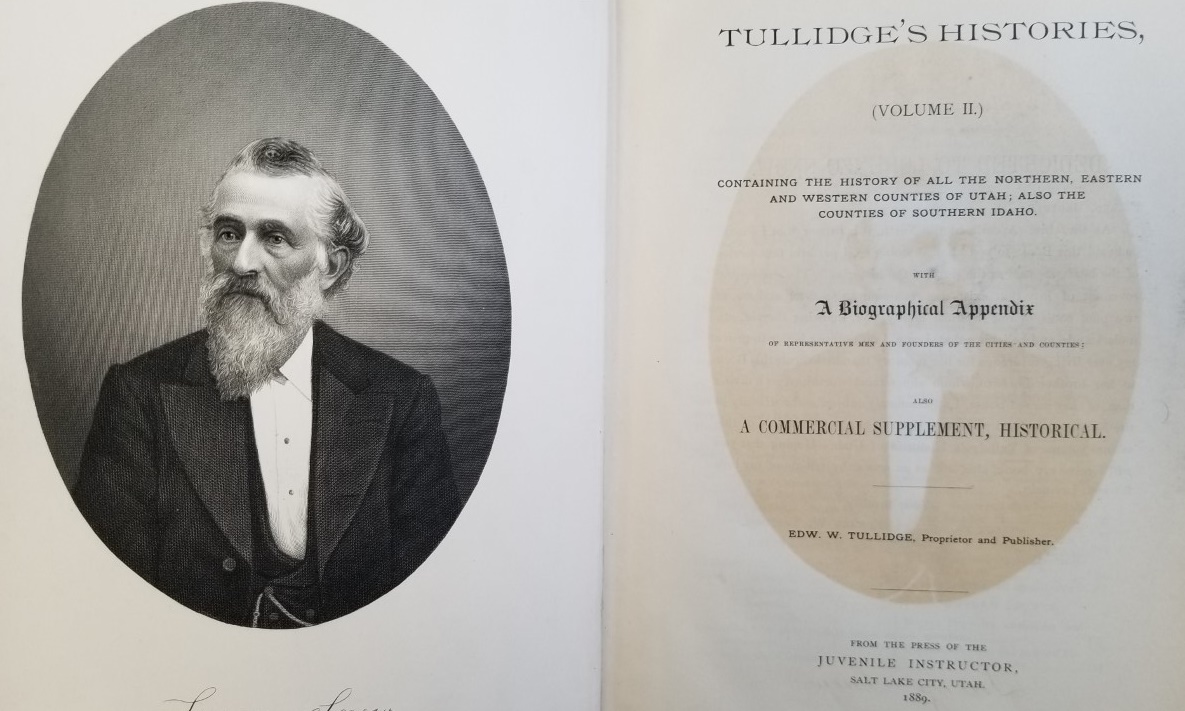 TULLIDGE'S HISTORIES,
(VOLUME II.)
CONTAINING THE HISTORY OF ALL THE NORTHERN, EASTERN
AND WESTERN COUNTIES OF UTAH; ALSO THE
COUNTIES OF SOUTHERN IDAHO.
WITH
A Biographical Appendix
OF REPRESENTATIVE MEN AND FOUNDERS OF THE CITIES AND COUNTIES;
ALSO
A COMMERCIAL SUPPLEMENT, HISTORICAL.
EDW. W. TULLIDGE, Proprietor and Publisher.
FROM THE PRESS OF THE
JUVENILE INSTRUCTOR,
SALT LAKE CITY, UTAH.
1889.